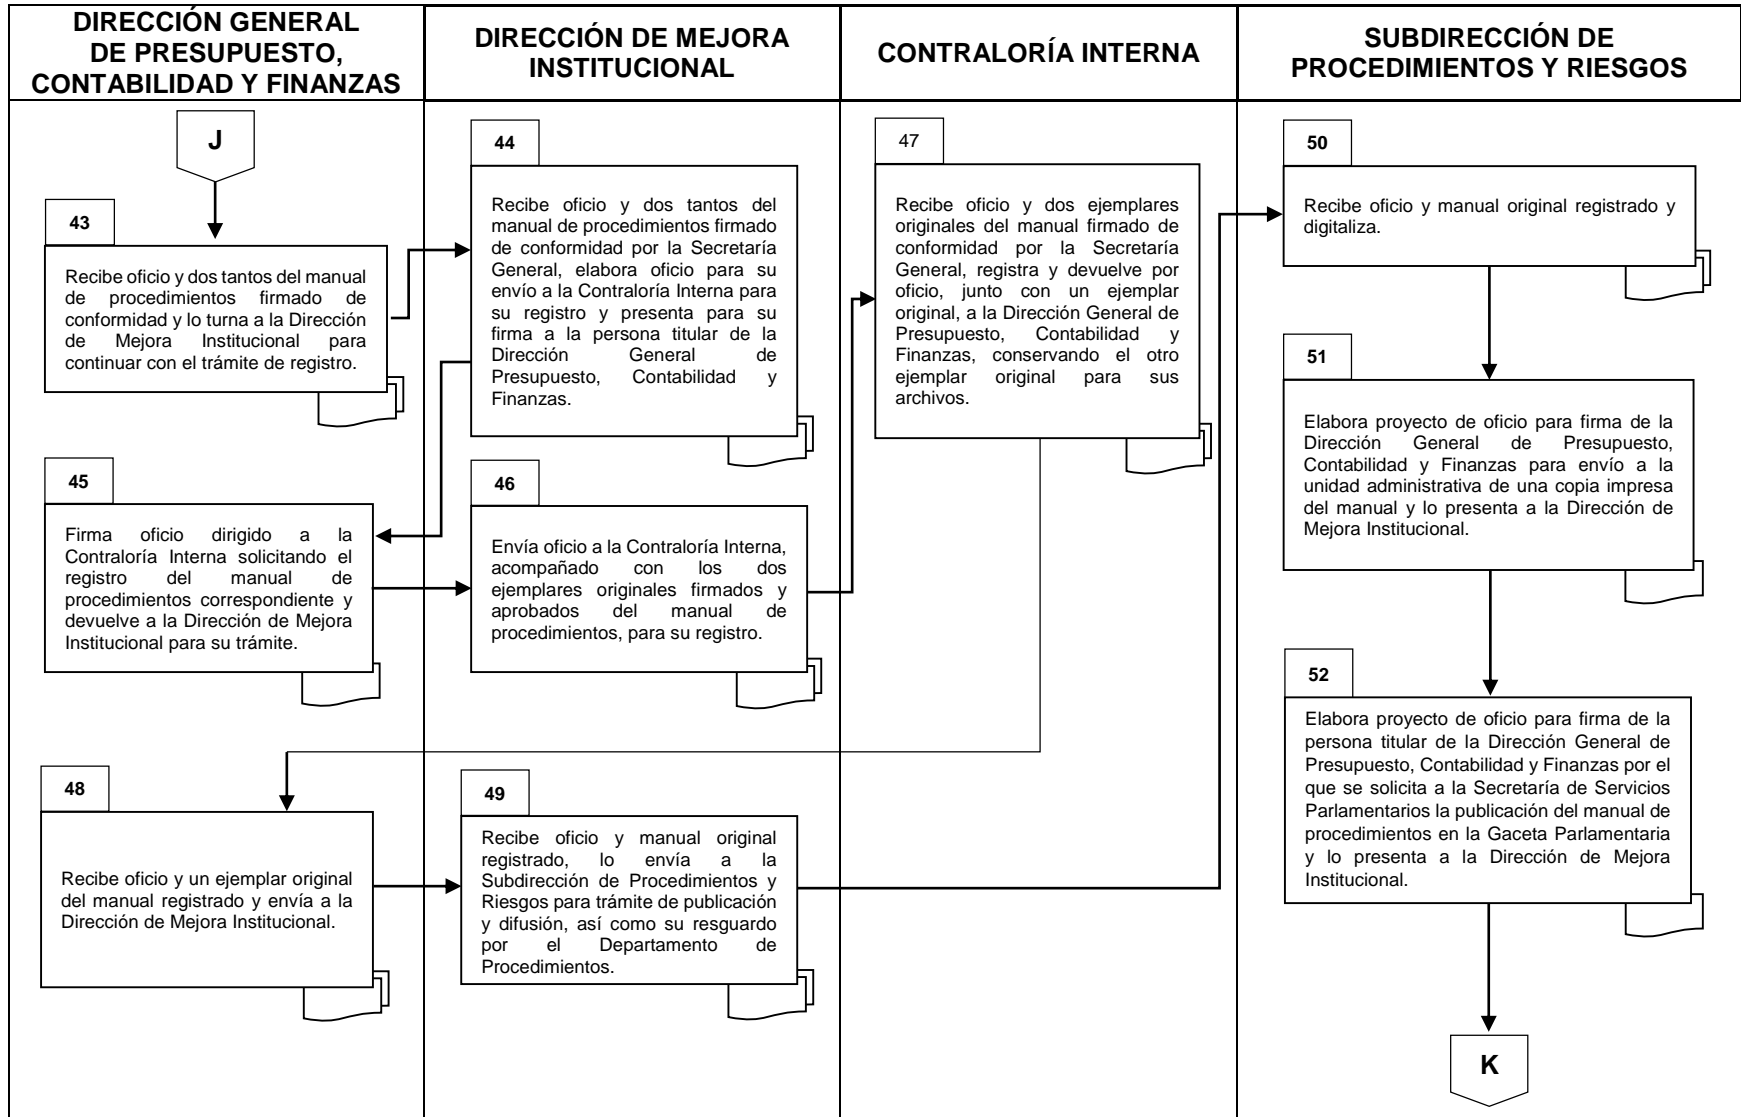 DIRECCIÓN GENERAL
DE PRESUPUESTO,
CONTABILIDAD Y FINANZAS
DIRECCIÓN DE MEJORA
INSTITUCIONAL
CONTRALORÍA INTERNA
SUBDIRECCIÓN DE
PROCEDIMIENTOS Y RIESGOS
J
43
Recibe oficio y dos tantos del manual
de procedimientos firmado de
conformidad y lo turna a la Dirección
de Mejora Institucional para
continuar con el trámite de registro.
44
Recibe oficio y dos tantos del
manual de procedimientos firmado
de conformidad por la Secretaría
General, elabora oficio para su
envío a la Contraloría Interna para
su registro y presenta para su
firma a la persona titular de la
Dirección General de
Presupuesto, Contabilidad y
Finanzas.
45
Firma oficio dirigido a la
Contraloría Interna solicitando el
registro del manual de
procedimientos correspondiente y
devuelve a la Dirección de Mejora
Institucional para su trámite.
46
Envía oficio a la Contraloría Interna,
acompañado con los dos
ejemplares originales firmados y
aprobados del manual de
procedimientos, para su registro.
47
Recibe oficio y dos ejemplares
originales del manual firmado de
conformidad por la Secretaría
General, registra y devuelve por
oficio, junto con un ejemplar
original, a la Dirección General de
Presupuesto, Contabilidad y
Finanzas, conservando el otro
ejemplar original para sus
archivos.
48
Recibe oficio y un ejemplar original
del manual registrado y envía a la
Dirección de Mejora Institucional.
49
Recibe oficio y manual original
registrado, lo envía a la
Subdirección de Procedimientos y
Riesgos para trámite de publicación
y difusión, así como su resguardo
por el Departamento de
Procedimientos.
50
Recibe oficio y manual original registrado y
digitaliza.
51
Elabora proyecto de oficio para firma de la
Dirección General de Presupuesto,
Contabilidad y Finanzas para envío a la
unidad administrativa de una copia impresa
del manual y lo presenta a la Dirección de
Mejora Institucional.
52
Elabora proyecto de oficio para firma de la
persona titular de la Dirección General de
Presupuesto, Contabilidad y Finanzas por el
que se solicita a la Secretaría de Servicios
Parlamentarios la publicación del manual de
procedimientos en la Gaceta Parlamentaria
y lo presenta a la Dirección de Mejora
Institucional.
K